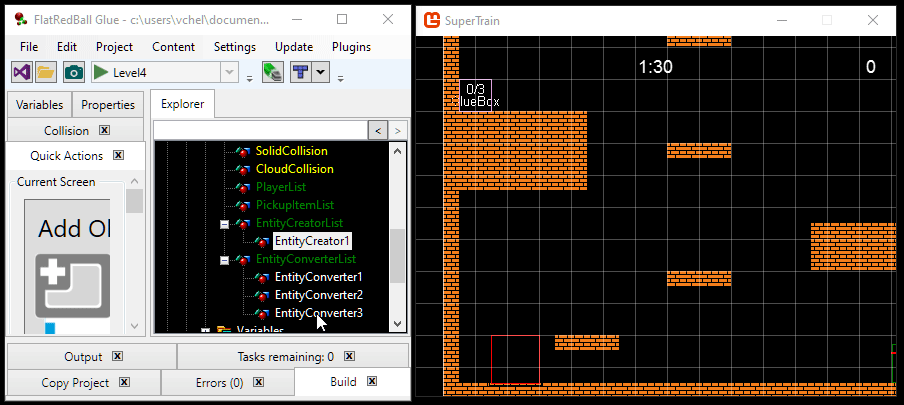 FlatRedBall Glue - c:\users\vchel\documen...
File Edit Project Content Settings Update Plugins
Level4
Variables Properties
Collision
Quick Actions
Current Screen
Add Ol
Explorer
< >
SolidCollision
CloudCollision
PlayerList
PickupItemList
EntityCreatorList
EntityCreator1
EntityConverterList
EntityConverter1
EntityConverter2
EntityConverter3
Variables
Output
Tasks remaining: 0
Copy Project
Errors (0)
Build
SuperTrain
1:30
0
0/3
BlueBox